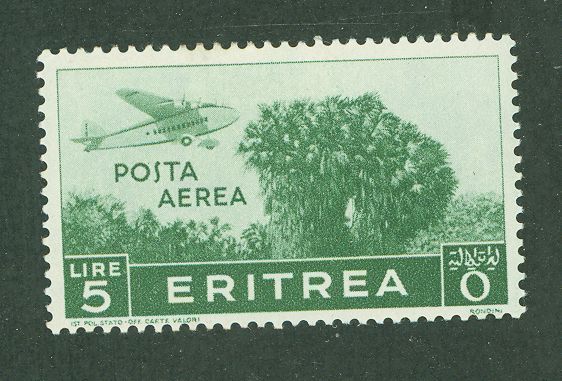 POSTA
AEREA
LIRE
5
ERITREA
IST. POL. STATO - OFF. CARTE VALORI
RONDINI